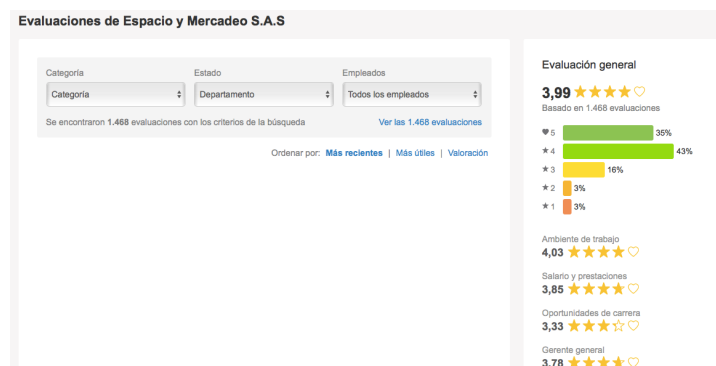 Evaluaciones de Espacio y Mercadeo S.A.S
Categoría Estado Empleados
Categoría Departamento Todos los empleados
Se encontraron 1.468 evaluaciones con los criterios de la búsqueda Ver las 1.468 evaluaciones
Ordenar por: Más recientes | Más útiles | Valoración
Evaluación general
3,99
Basado en 1.468 evaluaciones
5 35%
4 43%
3 16%
2 3%
1 3%
Ambiente de trabajo
4,03
Salario y prestaciones
3,85
Oportunidades de carrera
3,33
Gerente general
3,78